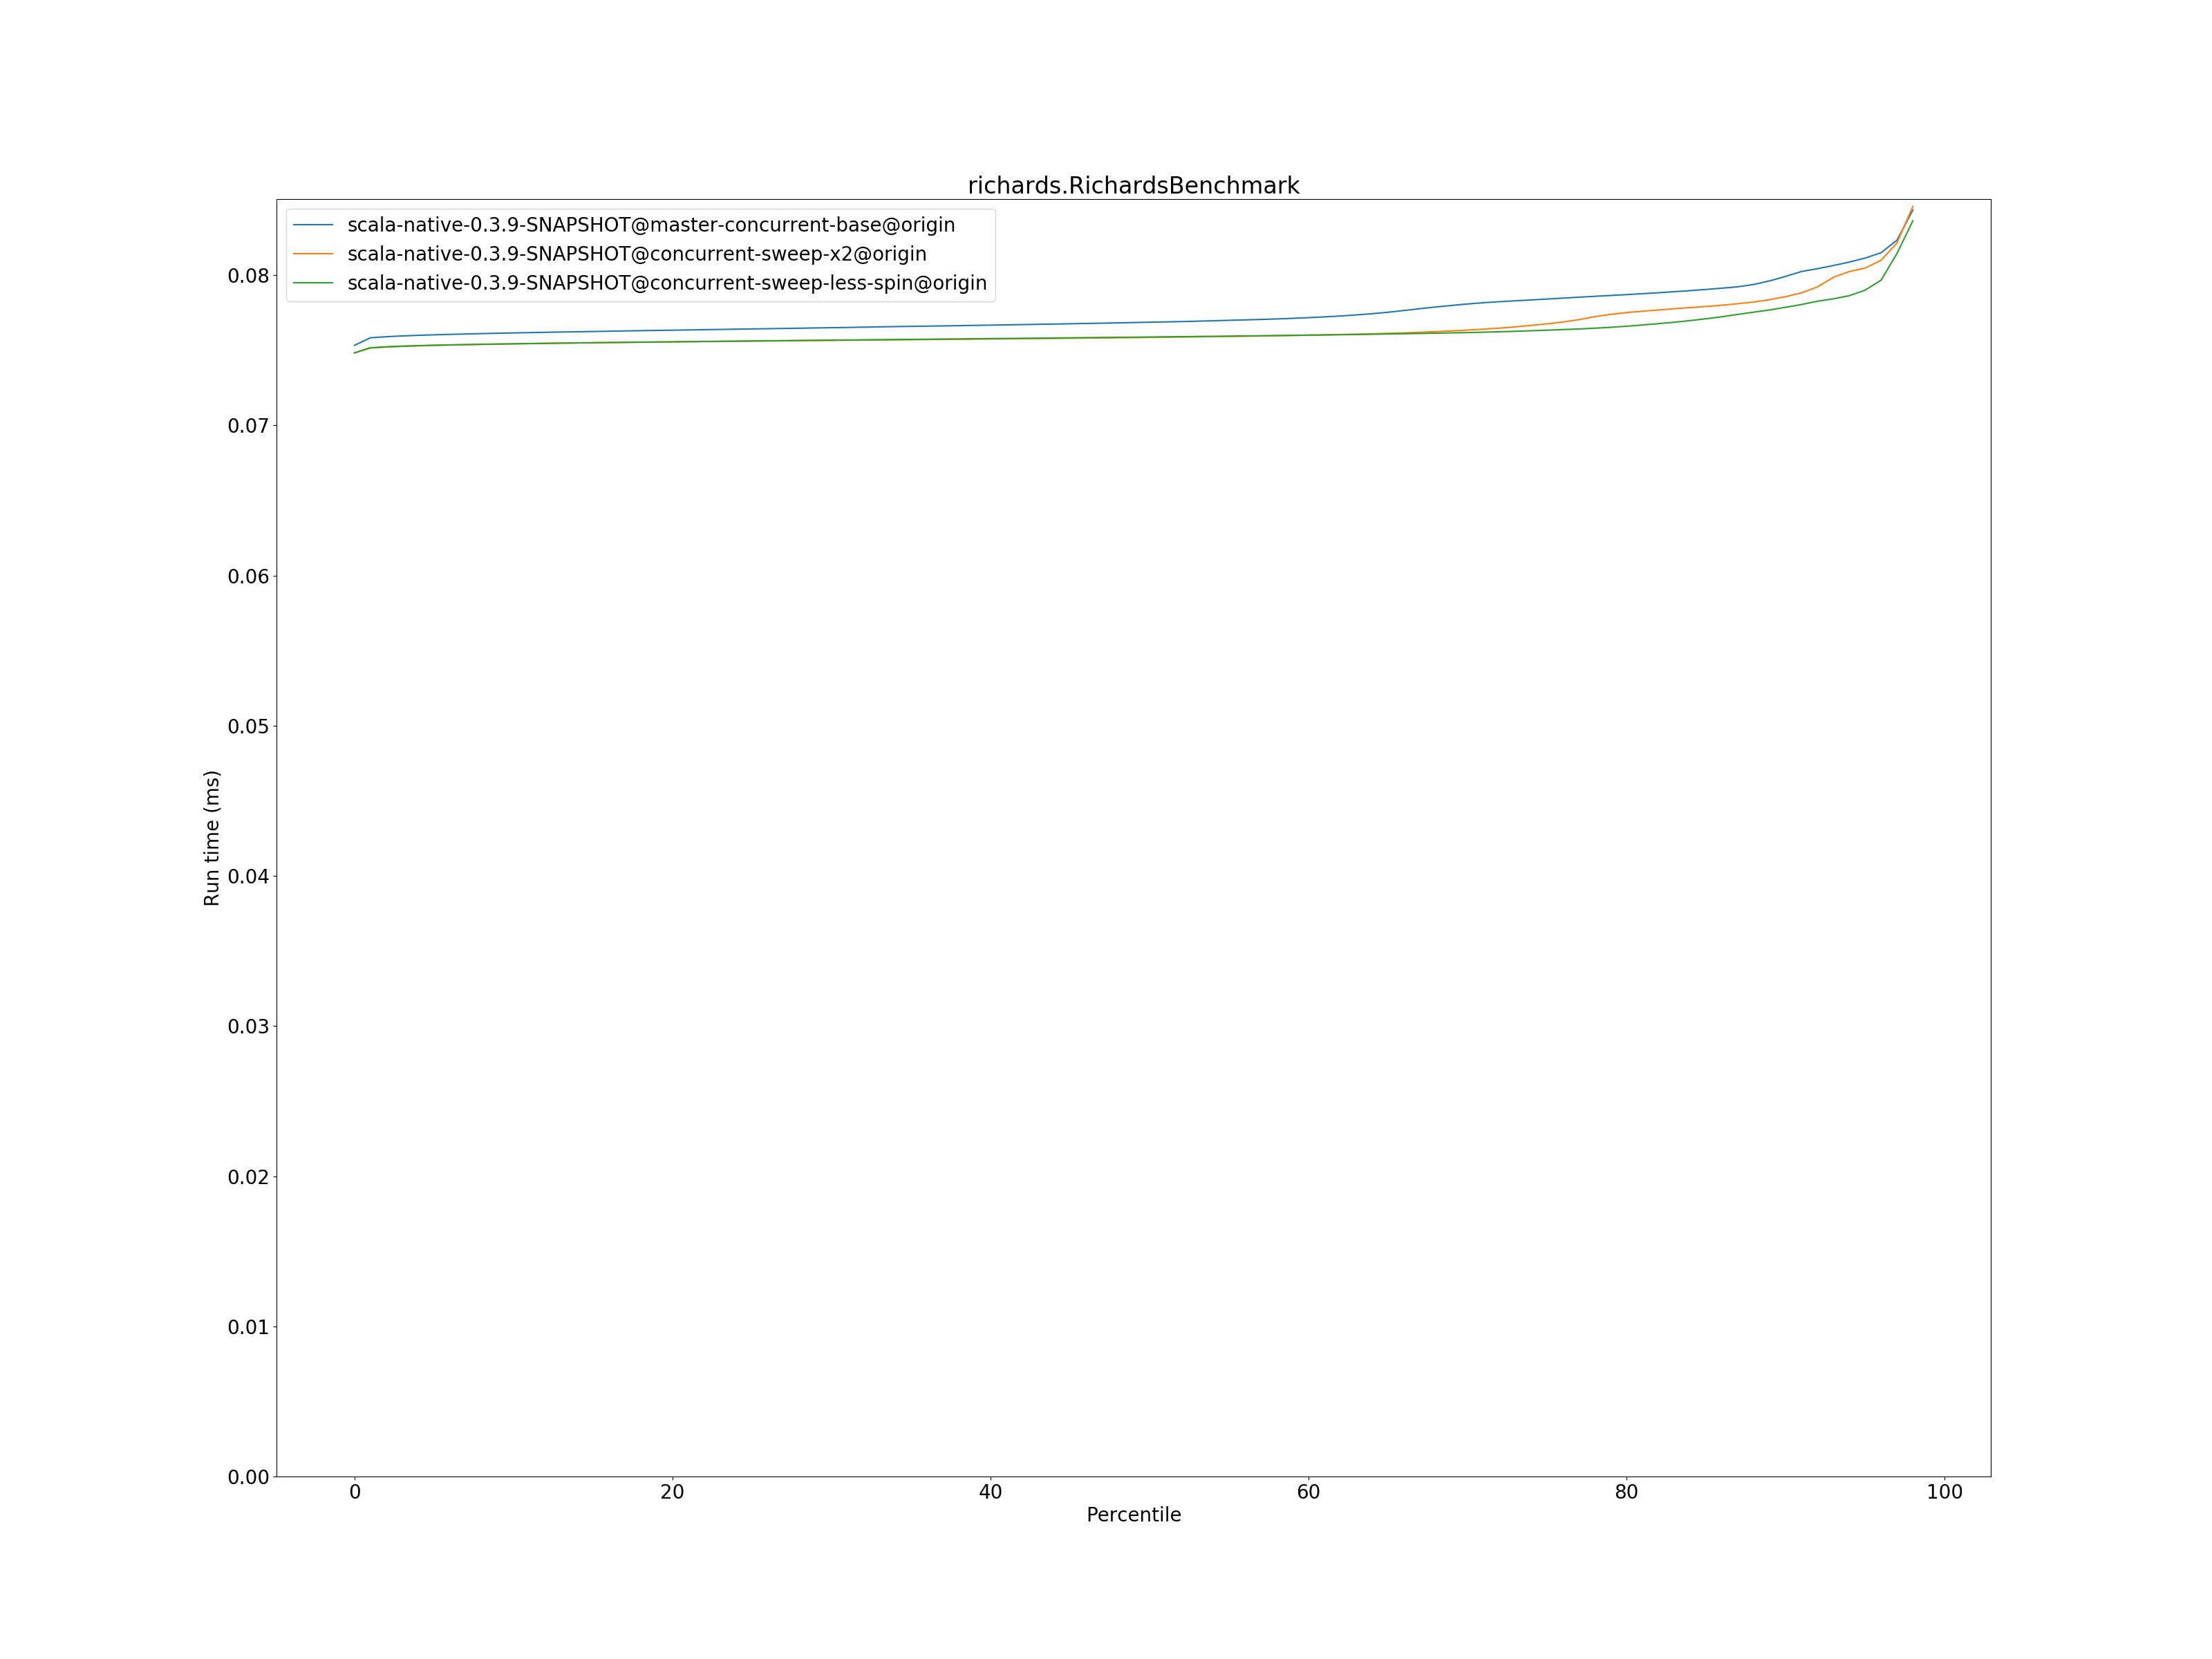 richards.RichardsBenchmark
scala-native-0.3.9-SNAPSHOT@master-concurrent-base@origin
scala-native-0.3.9-SNAPSHOT@concurrent-sweep-x2@origin
scala-native-0.3.9-SNAPSHOT@concurrent-sweep-less-spin@origin
0.08
0.07
0.06
0.05
0.04
0.03
0.02
0.01
0.00
Run time (ms)
0 20 40 60 80 100
Percentile